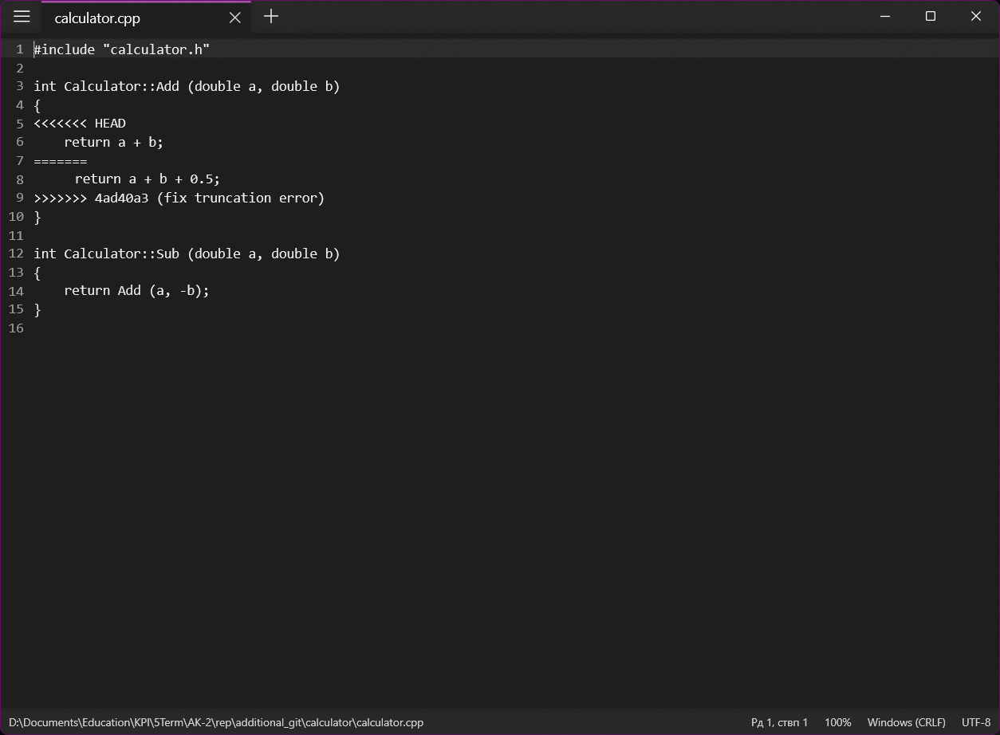 calculator.cpp
1 #include "calculator.h"
2
3 int Calculator::Add (double a, double b)
4 {
5 <<<<<<< HEAD
6     return a + b;
7 =======
8      return a + b + 0.5;
9 >>>>>>> 4ad40a3 (fix truncation error)
10 }
11
12 int Calculator::Sub (double a, double b)
13 {
14     return Add (a, -b);
15 }
16
D:\Documents\Education\KPI\5Term\AK-2\rep\additional_git\calculator\calculator.cpp Рд 1, ствп 1 100% Windows (CRLF) UTF-8